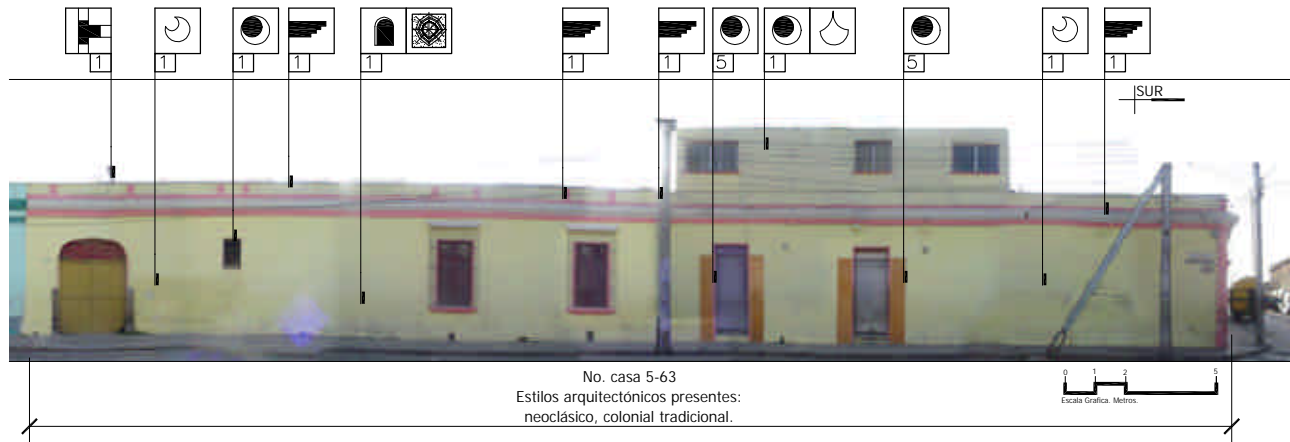 1 1 1 1 1 1 1 5 1 5 1 1
SUR
No. casa 5-63
Estilos arquitectónicos presentes:
neoclásico, colonial tradicional.
0 1 2 5
Escala Grafica. Metros.